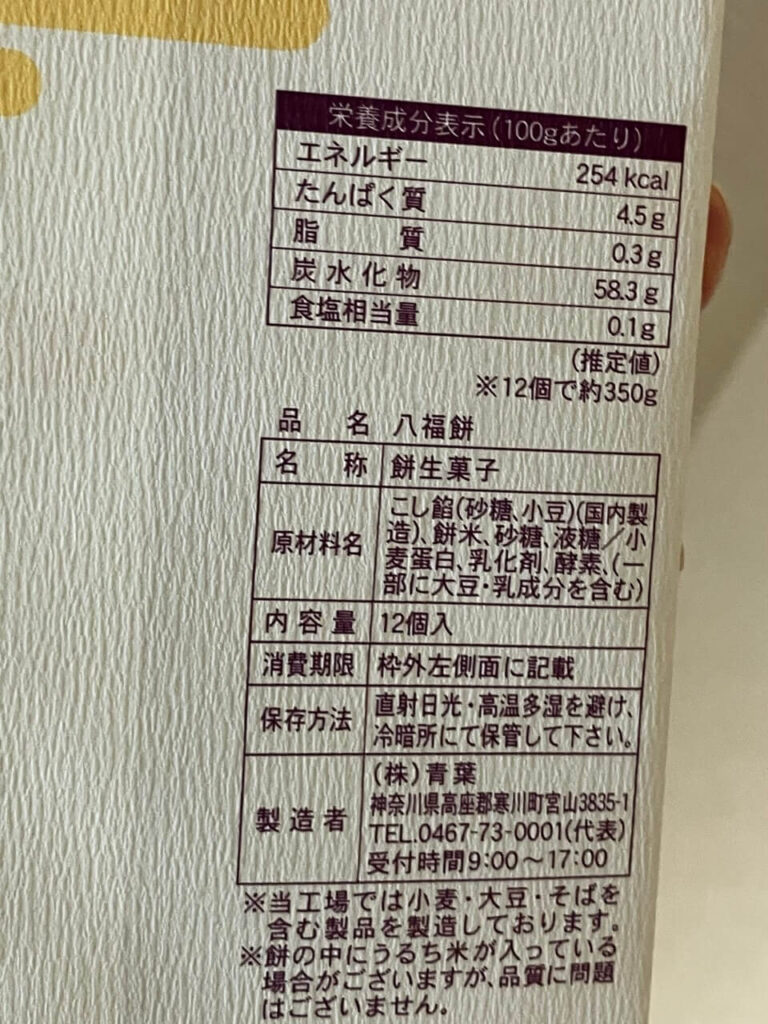 栄養成分表示(100gあたり)
エネルギー 254 kcal
たんぱく質 4.5g
脂質 0.3g
炭水化物 58.3 g
食塩相当量 0.1g
(推定値)
※12個で約350g
品名 八福餅
名称 餅生菓子
原材料名 こし餡(砂糖、小豆)(国内製
造)、餅米、砂糖、液糖／小
麦蛋白、乳化剤、酵素、(一
部に大豆・乳成分を含む)
内容量 12個入
消費期限 枠外左側面に記載
保存方法 直射日光・高温多湿を避け、
冷暗所にて保管して下さい。
製造者 (株)青葉
神奈川県高座郡寒川町宮山3835-1
TEL.0467-73-0001(代表)
受付時間9:00～17:00
※当工場では小麦・大豆・そばを
含む製品を製造しております。
※餅の中にうるち米が入っている
場合がございますが、品質に問題
はございません。